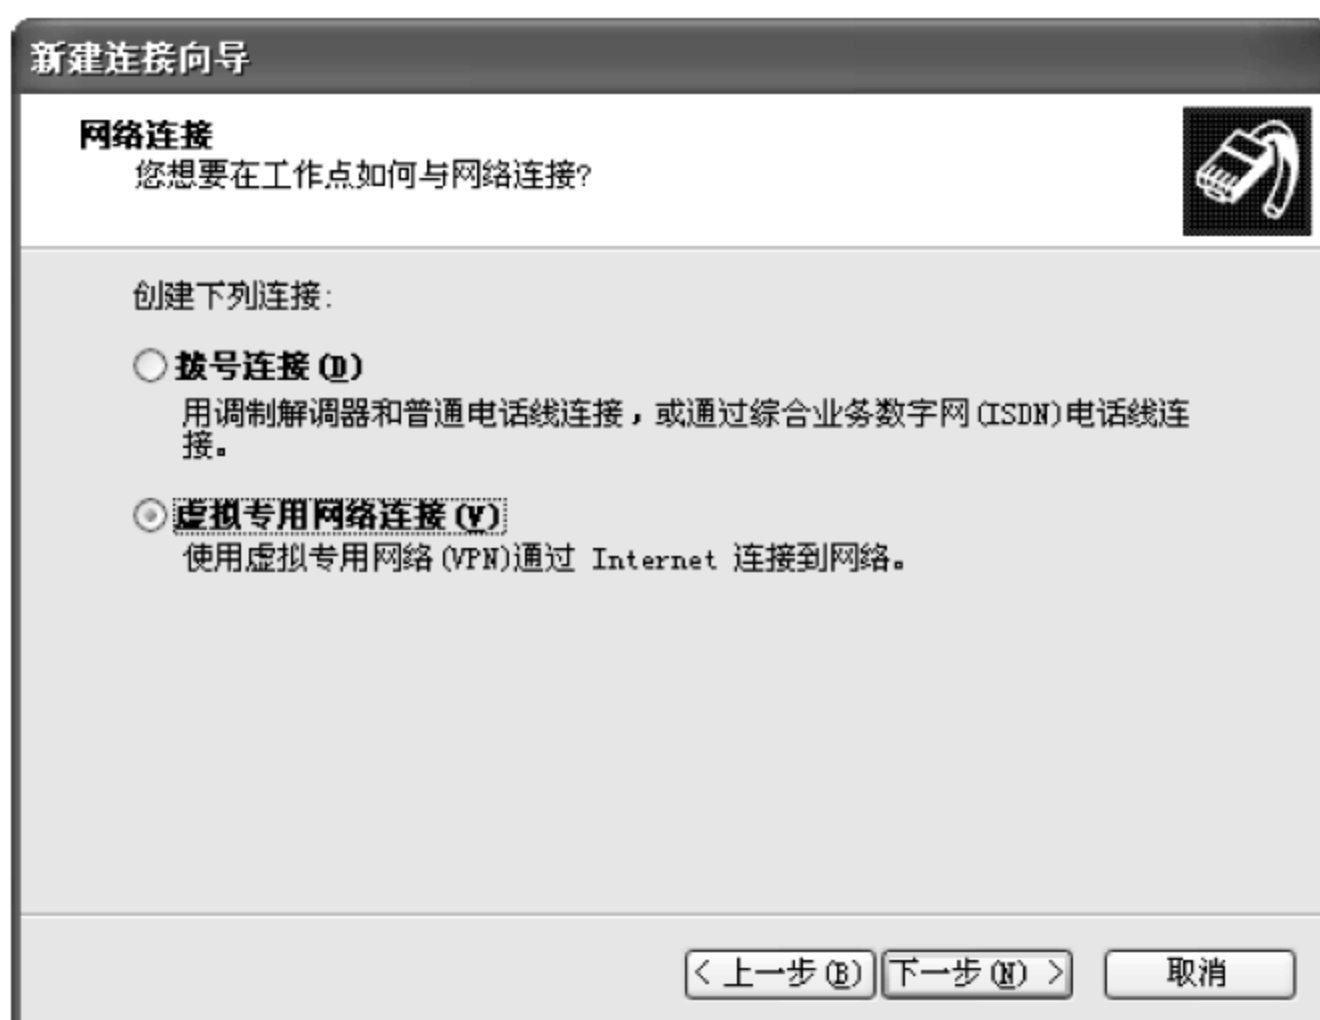 新建连接向导
网络连接
您想要在工作点如何与网络连接?
创建下列连接:
拨号连接(D)
用调制解调器和普通电话线连接，或通过综合业务数字网(ISDN)电话线连
接。
虚拟专用网络连接(V)
使用虚拟专用网络(VPN)通过 Internet 连接到网络。
< 上一步(B) 下一步(N) > 取消